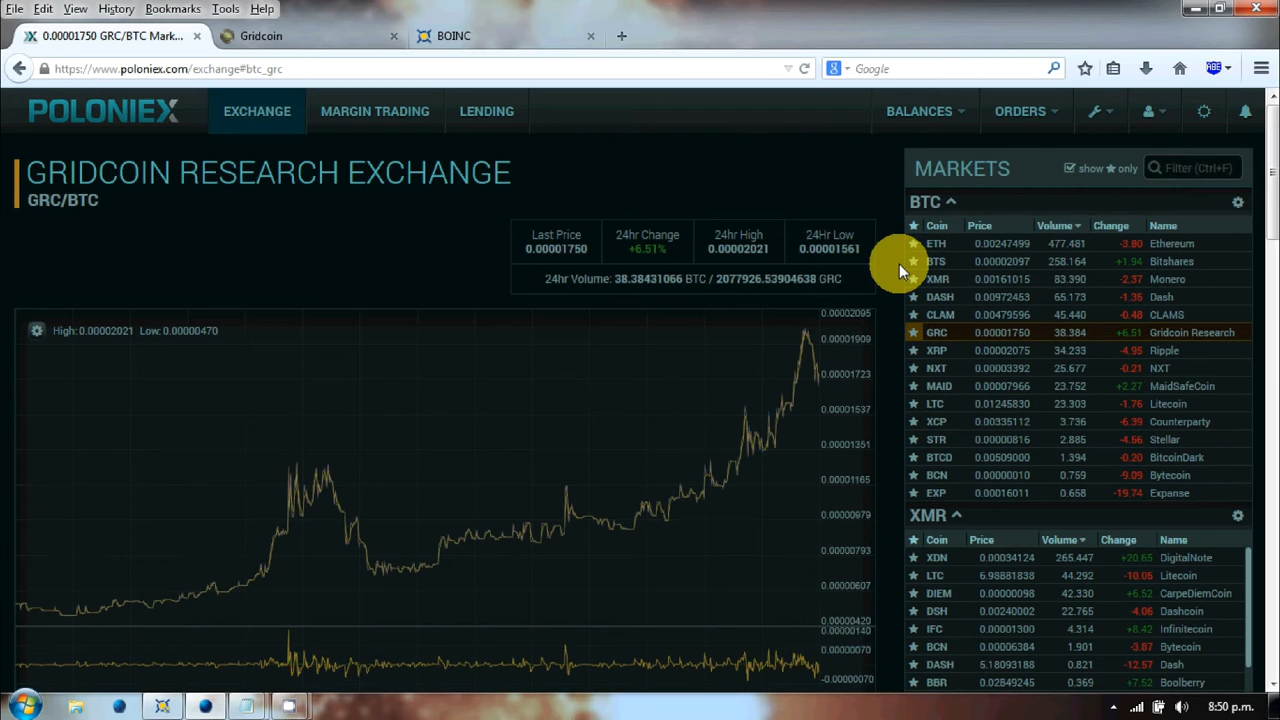 File Edit View History Bookmarks Tools Help
0.00001750 GRC/BTC Mark... × Gridcoin × BOINC × +
https://www.poloniex.com/exchange#btc_grc Google
POLONIEX EXCHANGE MARGIN TRADING LENDING BALANCES ORDERS
GRIDCOIN RESEARCH EXCHANGE
GRC/BTC
Last Price 24hr Change 24hr High 24Hr Low
0.00001750 +6.51% 0.00002021 0.00001561
24hr Volume: 38.38431066 BTC / 2077926.53904638 GRC
High: 0.00002021 Low: 0.00000470
0.00002095
0.00001909
0.00001723
0.00001537
0.00001351
0.00001165
0.00000979
0.00000793
0.00000607
0.00000420
0.00000140
0.00000070
-0.00000070
MARKETS show ★ only Filter (Ctrl+F)
BTC
Coin Price Volume Change Name
ETH 0.00247499 477.481 -3.80 Ethereum
BTS 0.00002097 258.164 +1.94 Bitshares
XMR 0.00161015 83.390 -2.37 Monero
DASH 0.00972453 65.173 -1.35 Dash
CLAM 0.00479596 45.440 -0.48 CLAMS
GRC 0.00001750 38.384 +6.51 Gridcoin Research
XRP 0.00002075 34.233 -4.95 Ripple
NXT 0.00003392 25.677 -0.21 NXT
MAID 0.00007966 23.752 +2.27 MaidSafeCoin
LTC 0.01245830 23.303 -1.76 Litecoin
XCP 0.00335112 3.736 -6.39 Counterparty
STR 0.00000816 2.885 -4.56 Stellar
BTCD 0.00509000 1.394 -0.20 BitcoinDark
BCN 0.00000010 0.759 -9.09 Bytecoin
EXP 0.00016011 0.658 -19.74 Expanse
XMR
Coin Price Volume Change Name
XDN 0.00034124 265.447 +20.65 DigitalNote
LTC 6.98881838 44.292 -10.05 Litecoin
DIEM 0.00000098 42.330 +6.52 CarpeDiemCoin
DSH 0.00240002 22.765 -4.06 Dashcoin
IFC 0.00001300 4.314 +8.42 Infinitecoin
BCN 0.00006384 1.901 -3.87 Bytecoin
DASH 5.18093188 0.821 -12.57 Dash
BBR 0.02849245 0.369 +7.52 Boolberry
8:50 p.m.